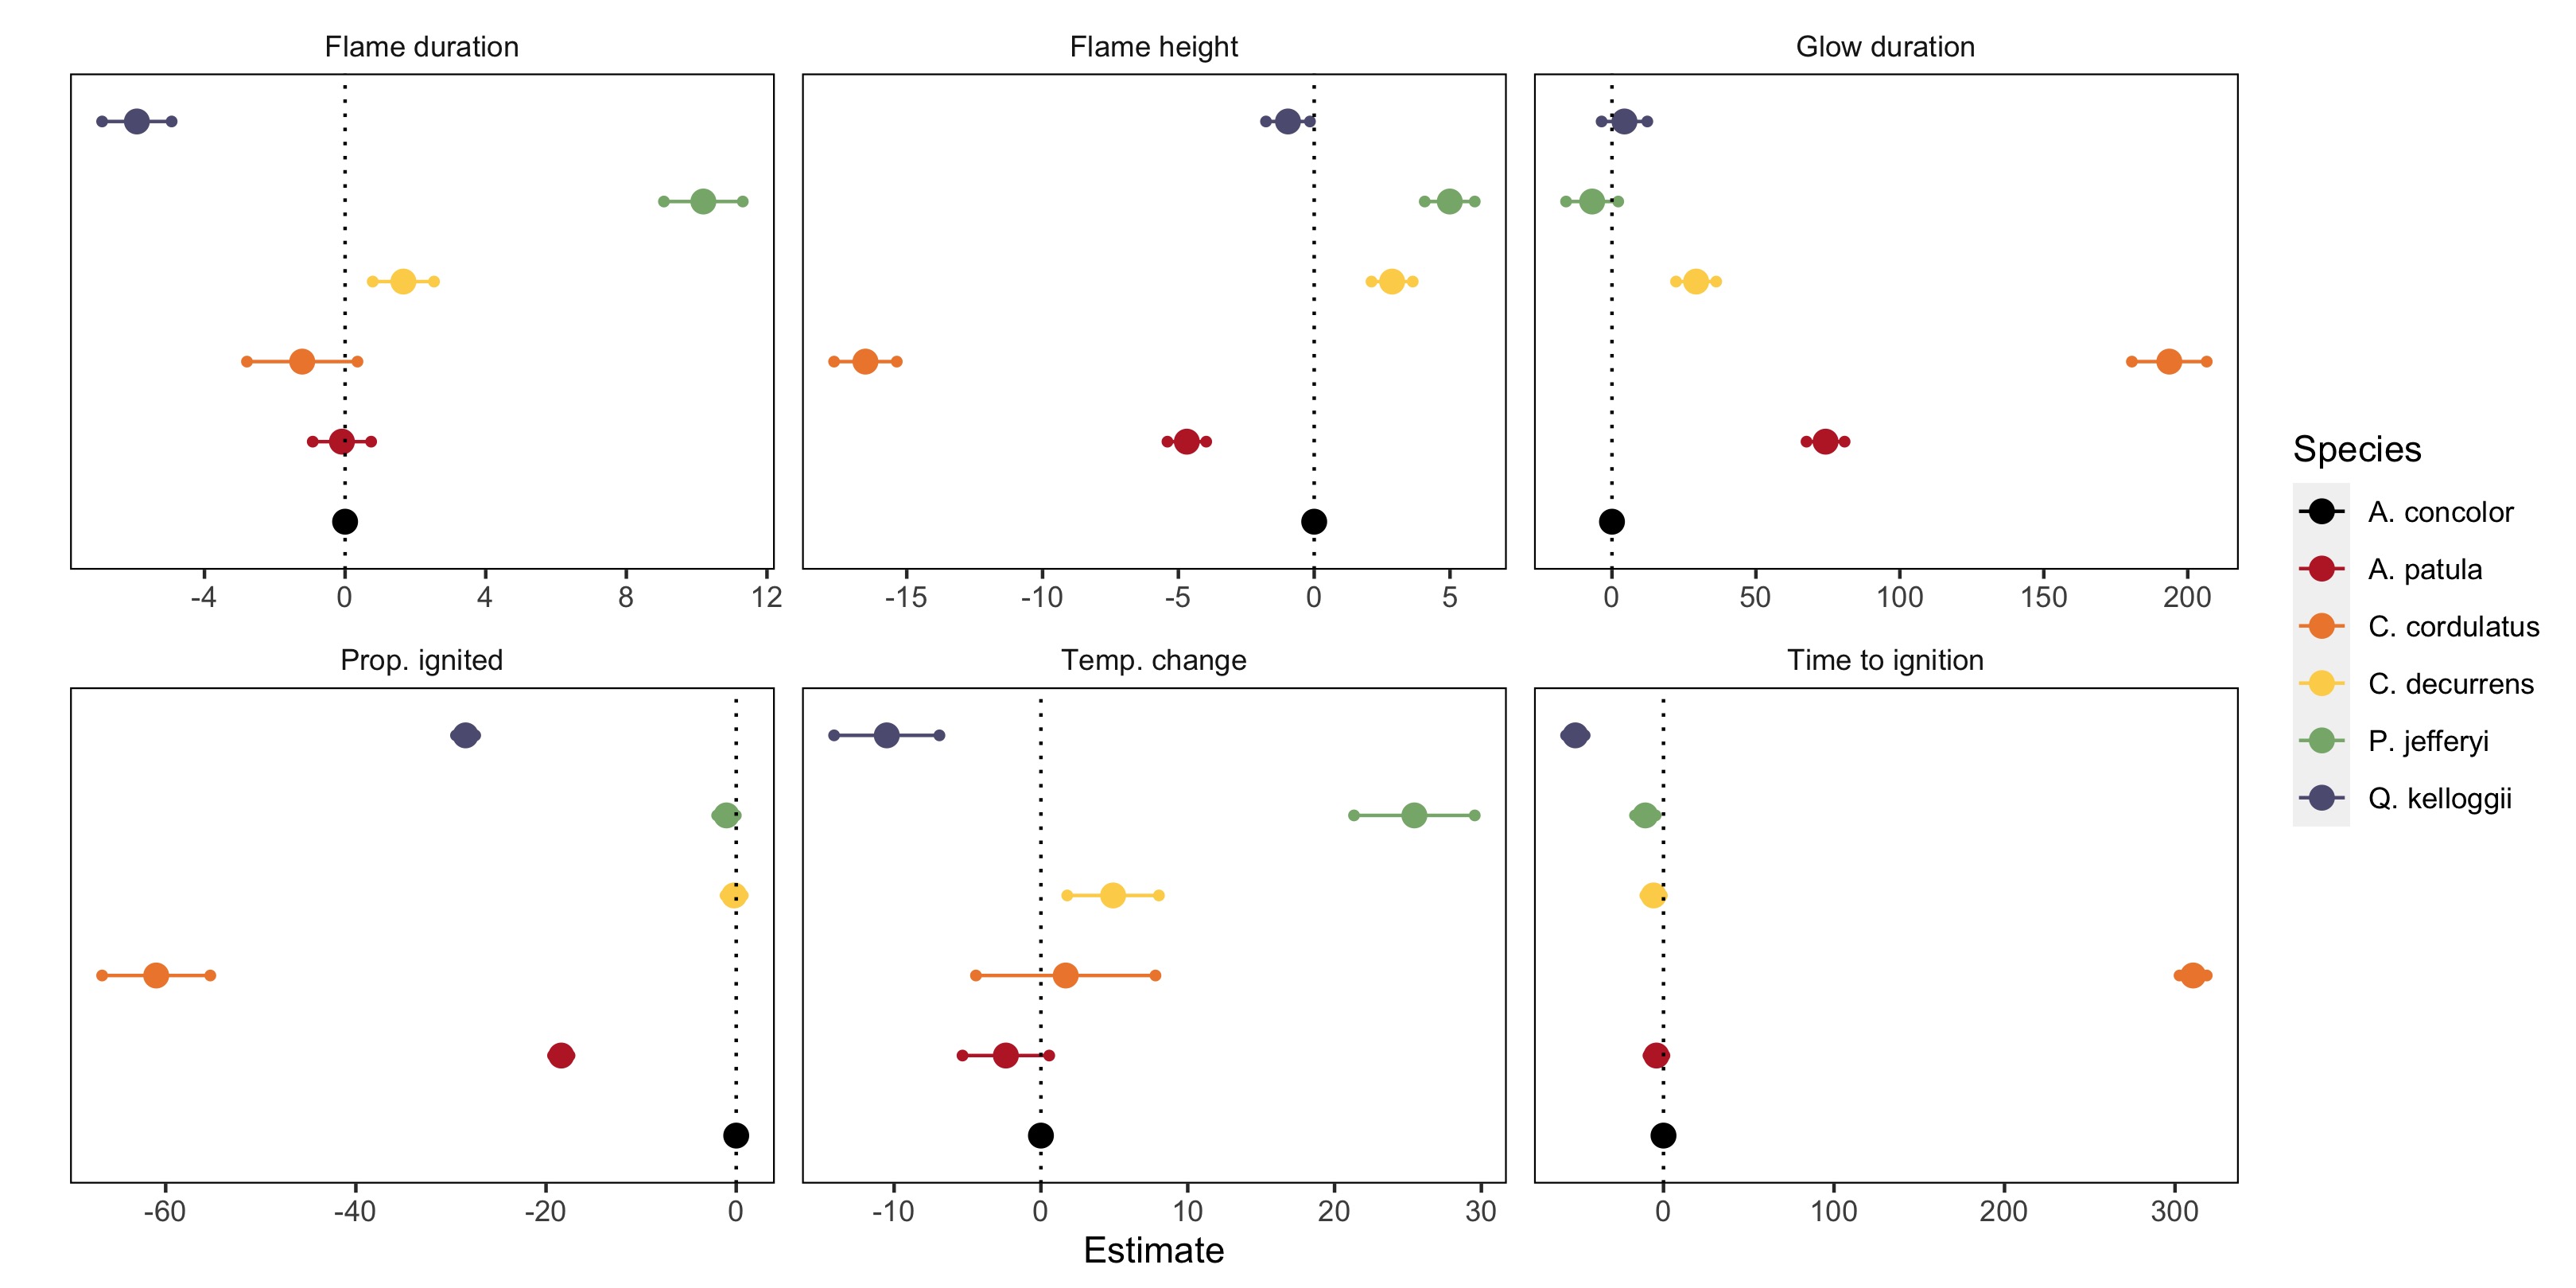 Flame duration
Flame height
Glow duration
-4 0 4 8 12
-15 -10 -5 0 5
0 50 100 150 200
Prop. ignited
Temp. change
Time to ignition
-60 -40 -20 0
-10 0 10 20 30
0 100 200 300
Estimate
Species
A. concolor
A. patula
C. cordulatus
C. decurrens
P. jefferyi
Q. kelloggii